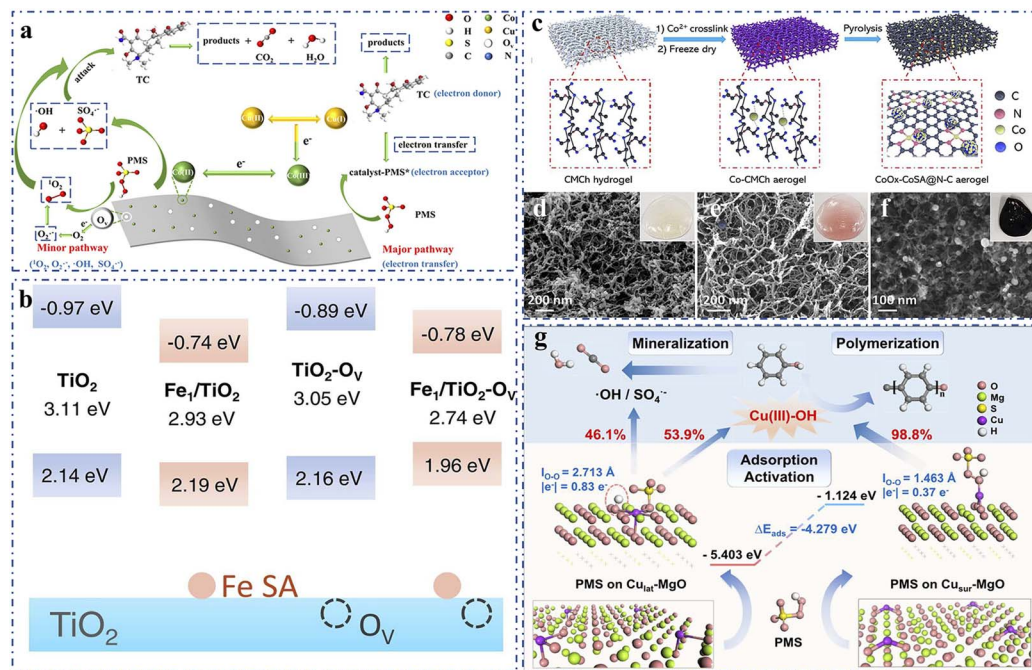 a
TC
products + +
CO2 H2O
O Co
H Cu
S Ov
C N
attack
·OH SO4·-
+
PMS
1O2
O2·-
e-
O2
Ov
Minor pathway
(1O2, O2·-, ·OH, SO4·-)
Cu(II) Cu(I)
e-
Co(II) e- Co(III)
products
TC (electron donor)
electron transfer
catalyst-PMS* (electron acceptor)
PMS
Major pathway
(electron transfer)
b
-0.97 eV
-0.74 eV
-0.89 eV
-0.78 eV
TiO2
3.11 eV
Fe1/TiO2
2.93 eV
TiO2-OV
3.05 eV
Fe1/TiO2-OV
2.74 eV
2.14 eV
2.19 eV
2.16 eV
1.96 eV
Fe SA
TiO2
OV
c
1) Co2+ crosslink
2) Freeze dry
Pyrolysis
C
N
Co
O
CMCh hydrogel
Co-CMCh aerogel
CoOx-CoSA@N-C aerogel
d
200 nm
e
200 nm
f
100 nm
g
Mineralization
Polymerization
·OH / SO4·-
Cu(III)-OH
n
O
Mg
S
Cu
H
46.1%
53.9%
98.8%
Adsorption
Activation
IO-O = 2.713 Å
|e-| = 0.83 e-
IO-O = 1.463 Å
|e-| = 0.37 e-
- 1.124 eV
ΔEads = -4.279 eV
- 5.403 eV
PMS on Culat-MgO
PMS on Cusur-MgO
PMS